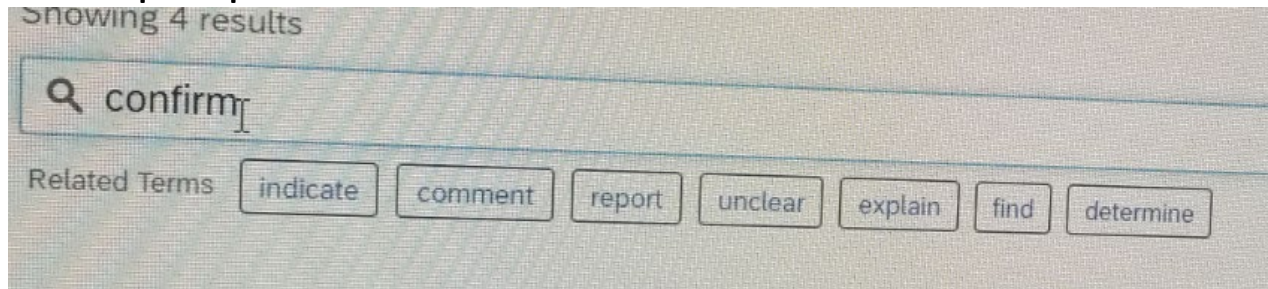 Showing 4 results
confirm
Related Terms indicate comment report unclear explain find determine